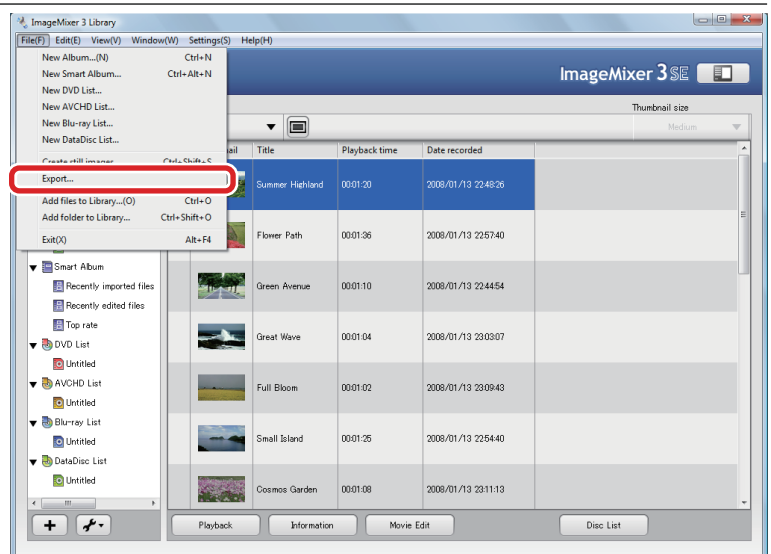 ImageMixer 3 Library
File(F) Edit(E) View(V) Window(W) Settings(S) Help(H)
New Album...(N) Ctrl+N
New Smart Album... Ctrl+Alt+N
New DVD List...
New AVCHD List...
New Blu-ray List...
New DataDisc List...
Create still images Ctrl+Shift+S
Export...
Add files to Library...(O) Ctrl+O
Add folder to Library... Ctrl+Shift+O
Exit(X) Alt+F4
ImageMixer 3 SE
Thumbnail size
Medium
ail Title Playback time Date recorded
Summer Highland 00:01:20 2008/01/13 22:48:26
Flower Path 00:01:36 2008/01/13 22:57:40
Green Avenue 00:01:10 2008/01/13 22:44:54
Great Wave 00:01:04 2008/01/13 23:03:07
Full Bloom 00:01:02 2008/01/13 23:09:43
Small Island 00:01:25 2008/01/13 22:54:40
Cosmos Garden 00:01:08 2008/01/13 23:11:13
Smart Album
Recently imported files
Recently edited files
Top rate
DVD List
Untitled
AVCHD List
Untitled
Blu-ray List
Untitled
DataDisc List
Untitled
Playback Information Movie Edit Disc List